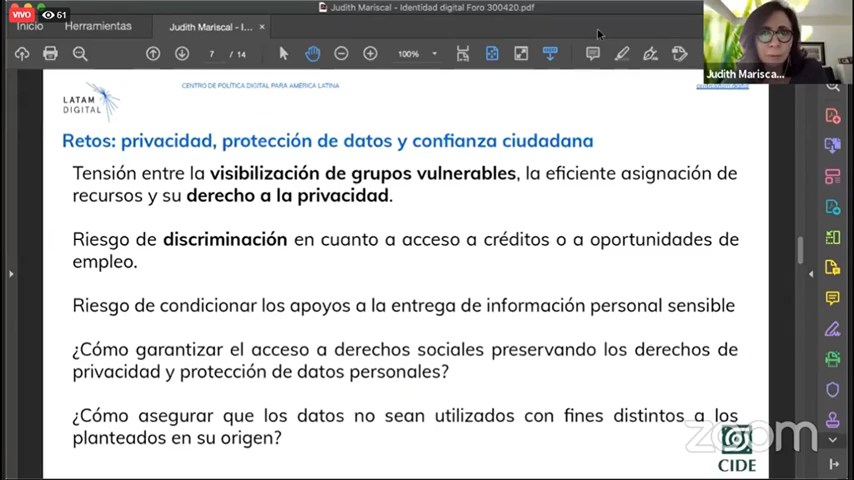 Judith Mariscal - Identidad digital Foro 300420.pdf
VIVO 61
Inicio Herramientas Judith Mariscal - I... ×
7 / 14 100%
Judith Marisca...
LATAM DIGITAL
CENTRO DE POLÍTICA DIGITAL PARA AMÉRICA LATINA
Retos: privacidad, protección de datos y confianza ciudadana
Tensión entre la visibilización de grupos vulnerables, la eficiente asignación de
recursos y su derecho a la privacidad.
Riesgo de discriminación en cuanto a acceso a créditos o a oportunidades de
empleo.
Riesgo de condicionar los apoyos a la entrega de información personal sensible
¿Cómo garantizar el acceso a derechos sociales preservando los derechos de
privacidad y protección de datos personales?
¿Cómo asegurar que los datos no sean utilizados con fines distintos a los
planteados en su origen?
zoom
CIDE